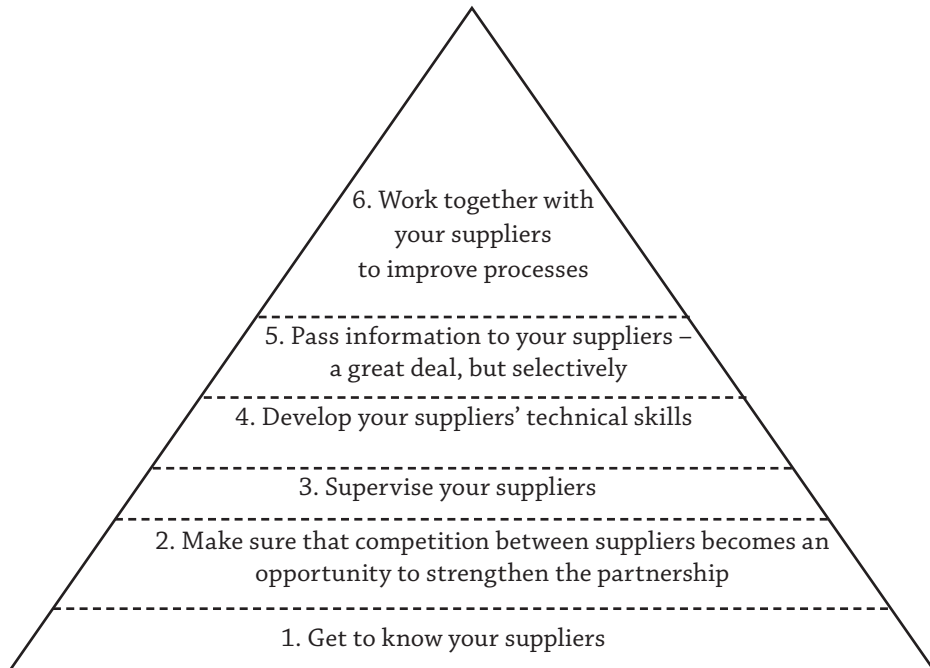 6. Work together with
your suppliers
to improve processes
5. Pass information to your suppliers –
a great deal, but selectively
4. Develop your suppliers’ technical skills
3. Supervise your suppliers
2. Make sure that competition between suppliers becomes an
opportunity to strengthen the partnership
1. Get to know your suppliers